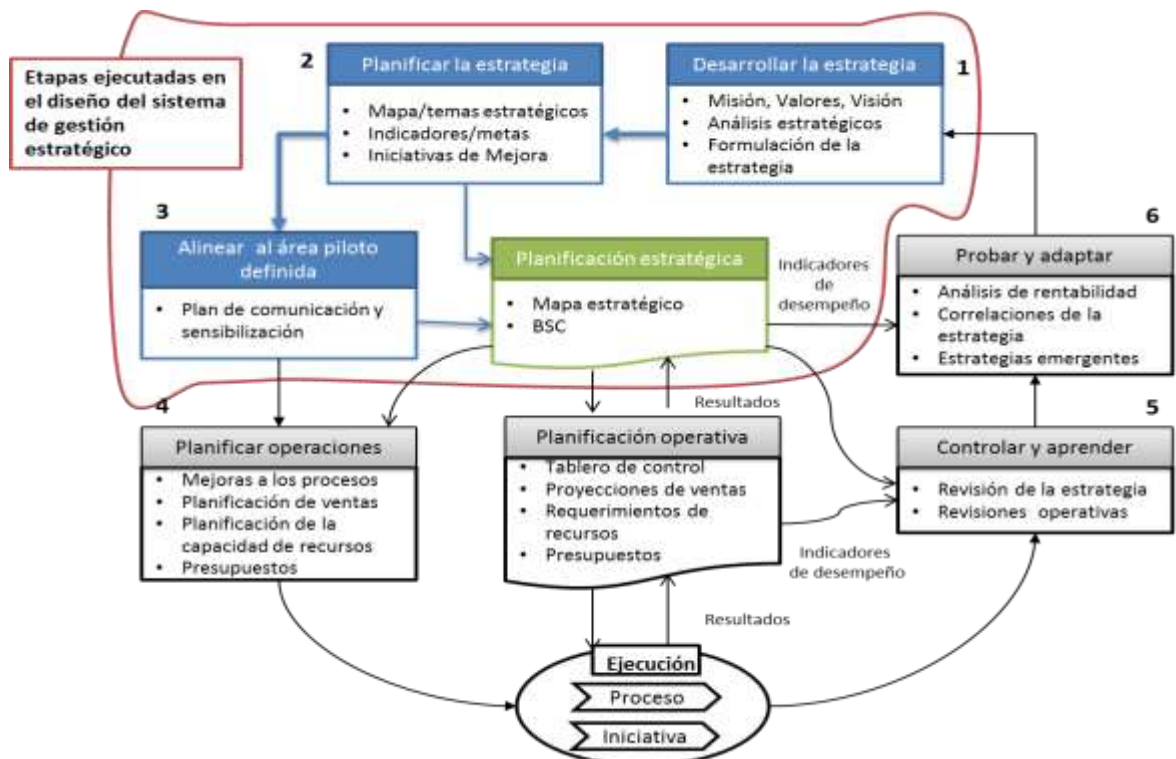 Etapas ejecutadas en
el diseño del sistema
de gestión
estratégico
2
Planificar la estrategia
• Mapa/temas estratégicos
• Indicadores/metas
• Iniciativas de Mejora
Desarrollar la estrategia
1
• Misión, Valores, Visión
• Análisis estratégicos
• Formulación de la
estrategia
3
Alinear al área piloto
definida
• Plan de comunicación y
sensibilización
Planificación estratégica
• Mapa estratégico
• BSC
Indicadores
de
desempeño
6
Probar y adaptar
• Análisis de rentabilidad
• Correlaciones de la
estrategia
• Estrategias emergentes
4
Planificar operaciones
• Mejoras a los procesos
• Planificación de ventas
• Planificación de la
capacidad de recursos
• Presupuestos
Resultados
Planificación operativa
• Tablero de control
• Proyecciones de ventas
• Requerimientos de
recursos
• Presupuestos
5
Controlar y aprender
• Revisión de la estrategia
• Revisiones operativas
Indicadores
de desempeño
Resultados
Ejecución
Proceso
Iniciativa